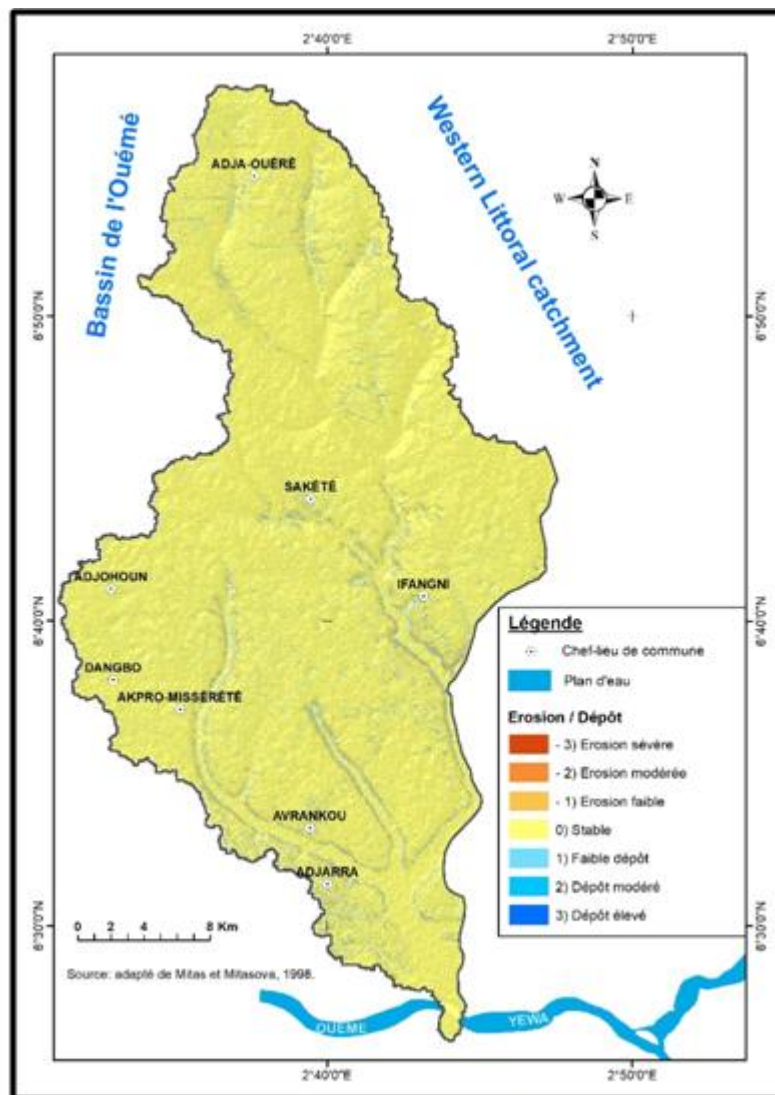 2°40'0"E
2°50'0"E
Bassin de l'Ouémé
Western Littoral catchment
N
W
E
S
ADJA-OUÈRÈ
6°50'0"N
6°50'0"N
SAKÉTÉ
ADJOHOUN
IFANGNI
6°40'0"N
6°40'0"N
DANGBO
AKPRO-MISSÉRÉTÉ
AVRANKOU
ADJARRA
Légende
Chef-lieu de commune
Plan d'eau
Erosion / Dépôt
- 3) Erosion sévère
- 2) Erosion modérée
- 1) Erosion faible
0) Stable
1) Faible dépôt
2) Dépôt modéré
3) Dépôt élevé
6°30'0"N
6°30'0"N
0 2 4 8 Km
Source: adapté de Mitas et Mitasova, 1998.
OUEME
YEWA
2°40'0"E
2°50'0"E